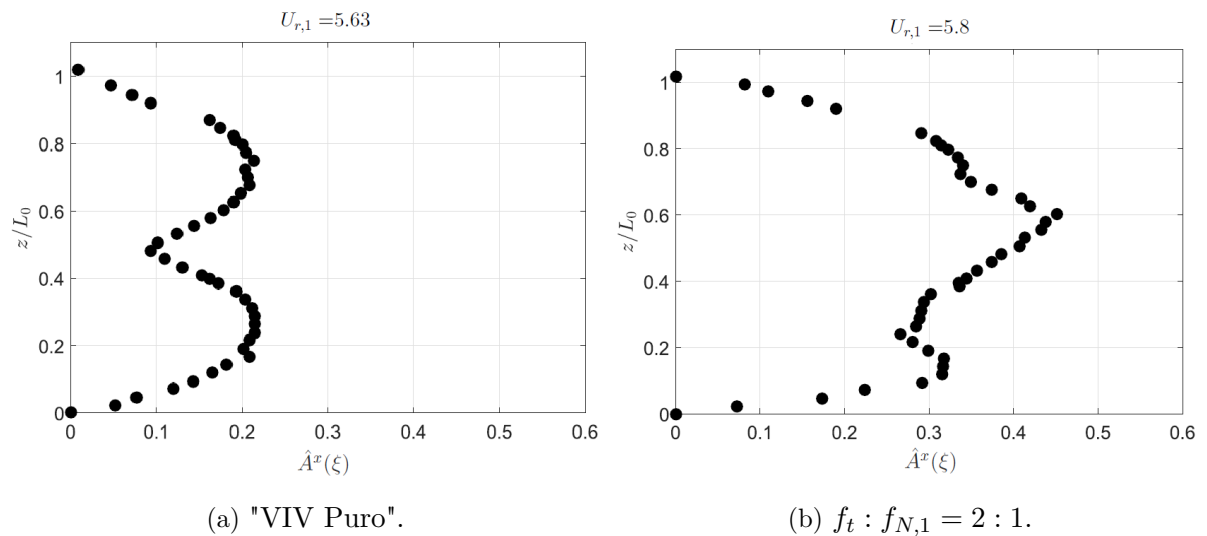 U_{r,1} =5.63
1
0.8
0.6
0.4
0.2
0
z/L_0
0 0.1 0.2 0.3 0.4 0.5 0.6
Â^x(ξ)
(a) "VIV Puro".
U_{r,1} =5.8
1
0.8
0.6
0.4
0.2
0
z/L_0
0 0.1 0.2 0.3 0.4 0.5 0.6
Â^x(ξ)
(b) f_t : f_{N,1} = 2 : 1.